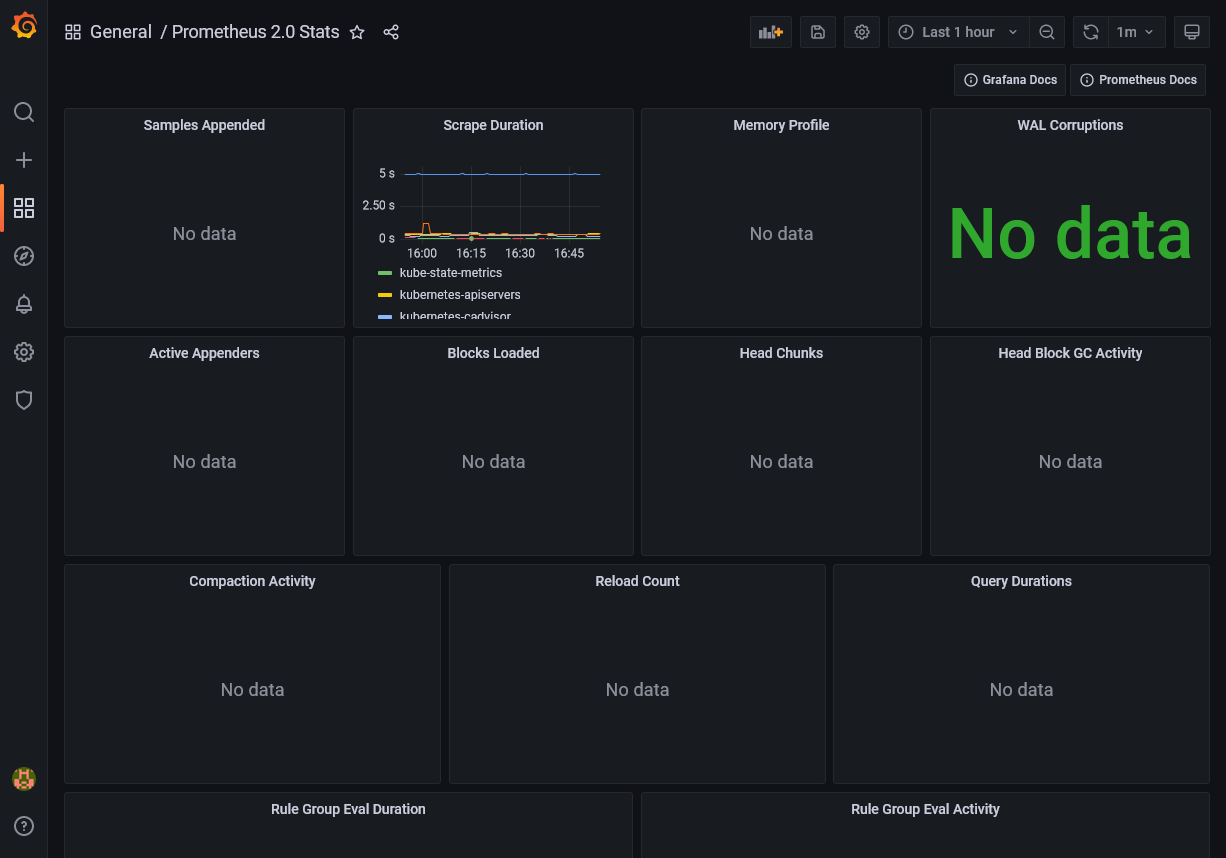 General / Prometheus 2.0 Stats
Last 1 hour
1m
Grafana Docs
Prometheus Docs
Samples Appended
No data
Scrape Duration
5 s
2.50 s
0 s
16:00 16:15 16:30 16:45
kube-state-metrics
kubernetes-apiservers
kubernetes-cadvisor
Memory Profile
No data
WAL Corruptions
No data
Active Appenders
No data
Blocks Loaded
No data
Head Chunks
No data
Head Block GC Activity
No data
Compaction Activity
No data
Reload Count
No data
Query Durations
No data
Rule Group Eval Duration
Rule Group Eval Activity